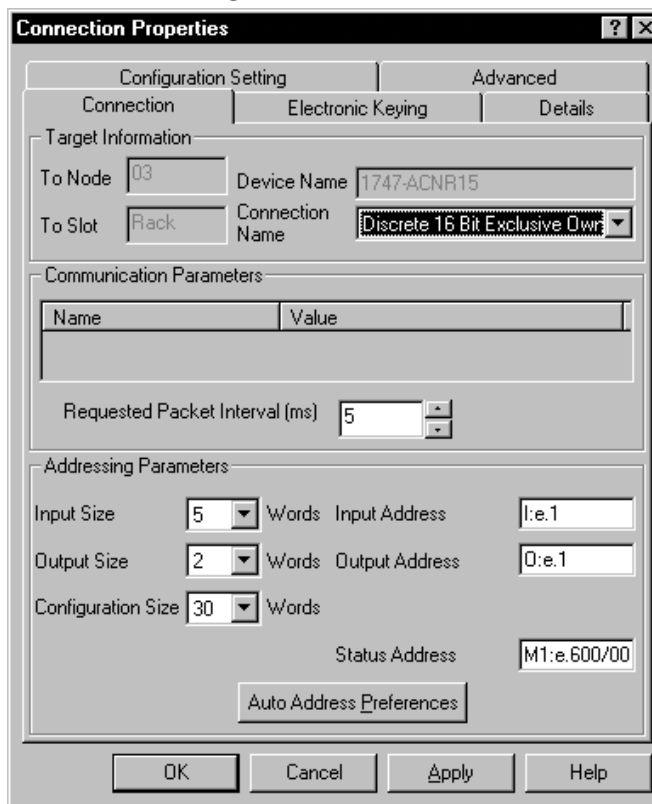 Connection Properties
Configuration Setting Advanced
Connection Electronic Keying Details
Target Information
To Node 03 Device Name 1747-ACNR15
To Slot Rack Connection Name Discrete 16 Bit Exclusive Own
Communication Parameters
Name Value
Requested Packet Interval (ms) 5
Addressing Parameters
Input Size 5 Words Input Address I:e.1
Output Size 2 Words Output Address O:e.1
Configuration Size 30 Words
Status Address M1:e.600/00
Auto Address Preferences
OK Cancel Apply Help